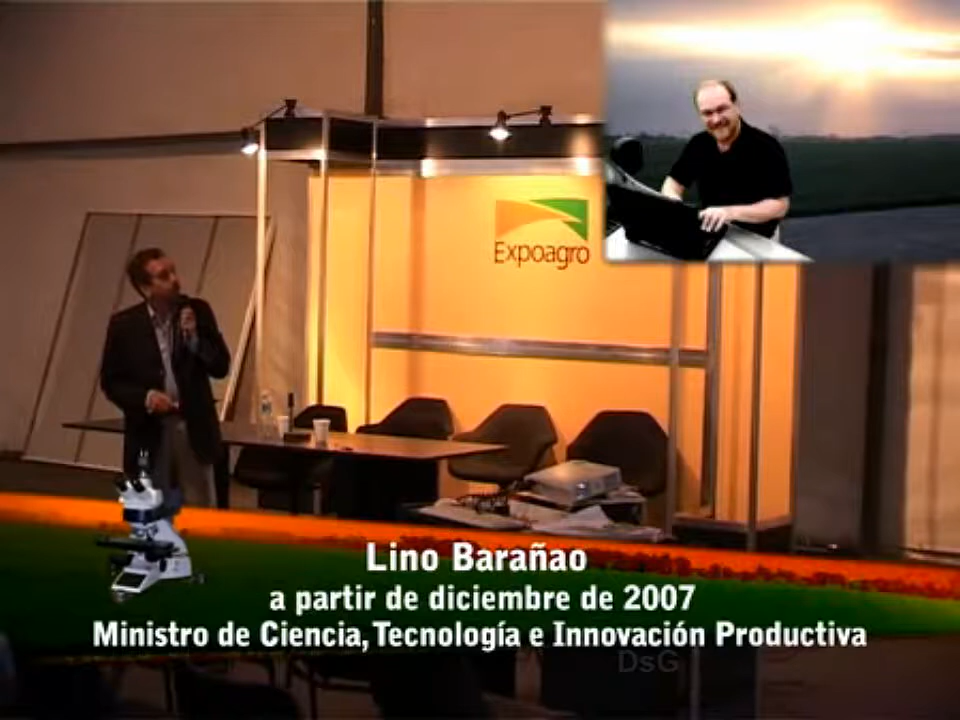 Expoagro
Lino Barañao
a partir de diciembre de 2007
Ministro de Ciencia, Tecnología e Innovación Productiva
DsG